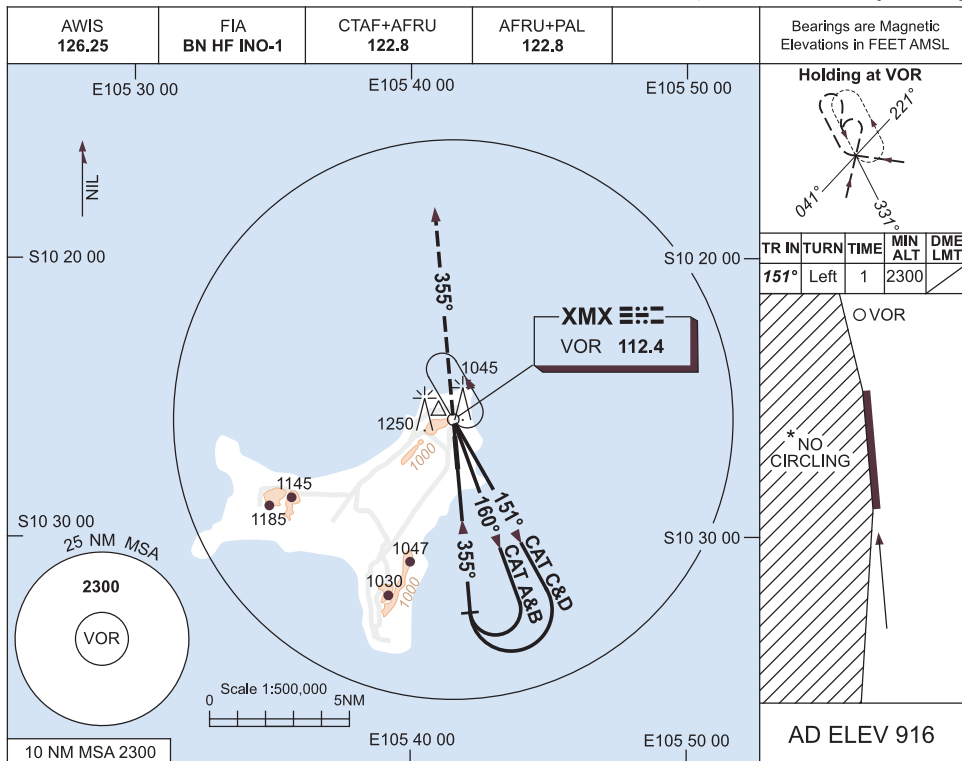 AWIS
126.25
FIA
BN HF INO-1
CTAF+AFRU
122.8
AFRU+PAL
122.8
Bearings are Magnetic
Elevations in FEET AMSL
E105 30 00
E105 40 00
E105 50 00
Holding at VOR
221°
041°
331°
NIL
S10 20 00
S10 20 00
TR IN TURN TIME MIN ALT DME LMT
151° Left 1 2300
355°
XMX
VOR 112.4
1045
1250
1000
VOR
* NO
CIRCLING
1145
1185
151° CAT C&D
160° CAT A&B
355°
S10 30 00
S10 30 00
25 NM MSA
2300
VOR
1047
1030
1000
Scale 1:500,000
0 5NM
10 NM MSA 2300
E105 40 00
E105 50 00
AD ELEV 916